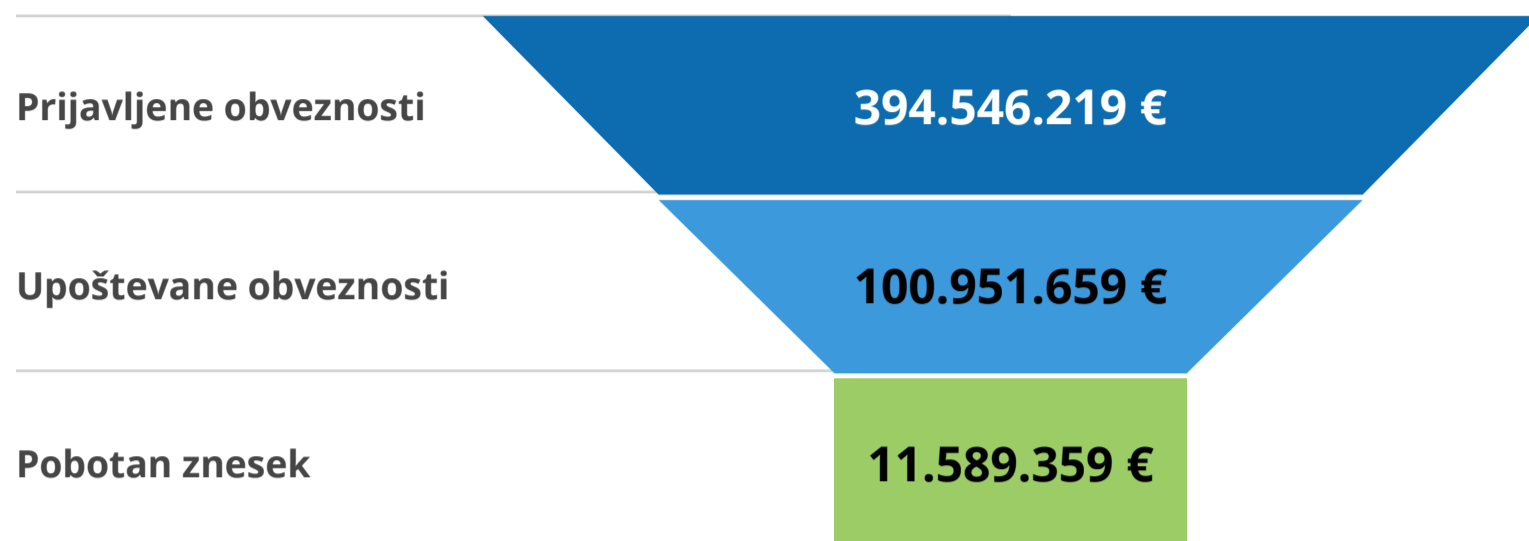 Prijavljene obveznosti 394.546.219 €
Upoštevane obveznosti 100.951.659 €
Pobotan znesek 11.589.359 €